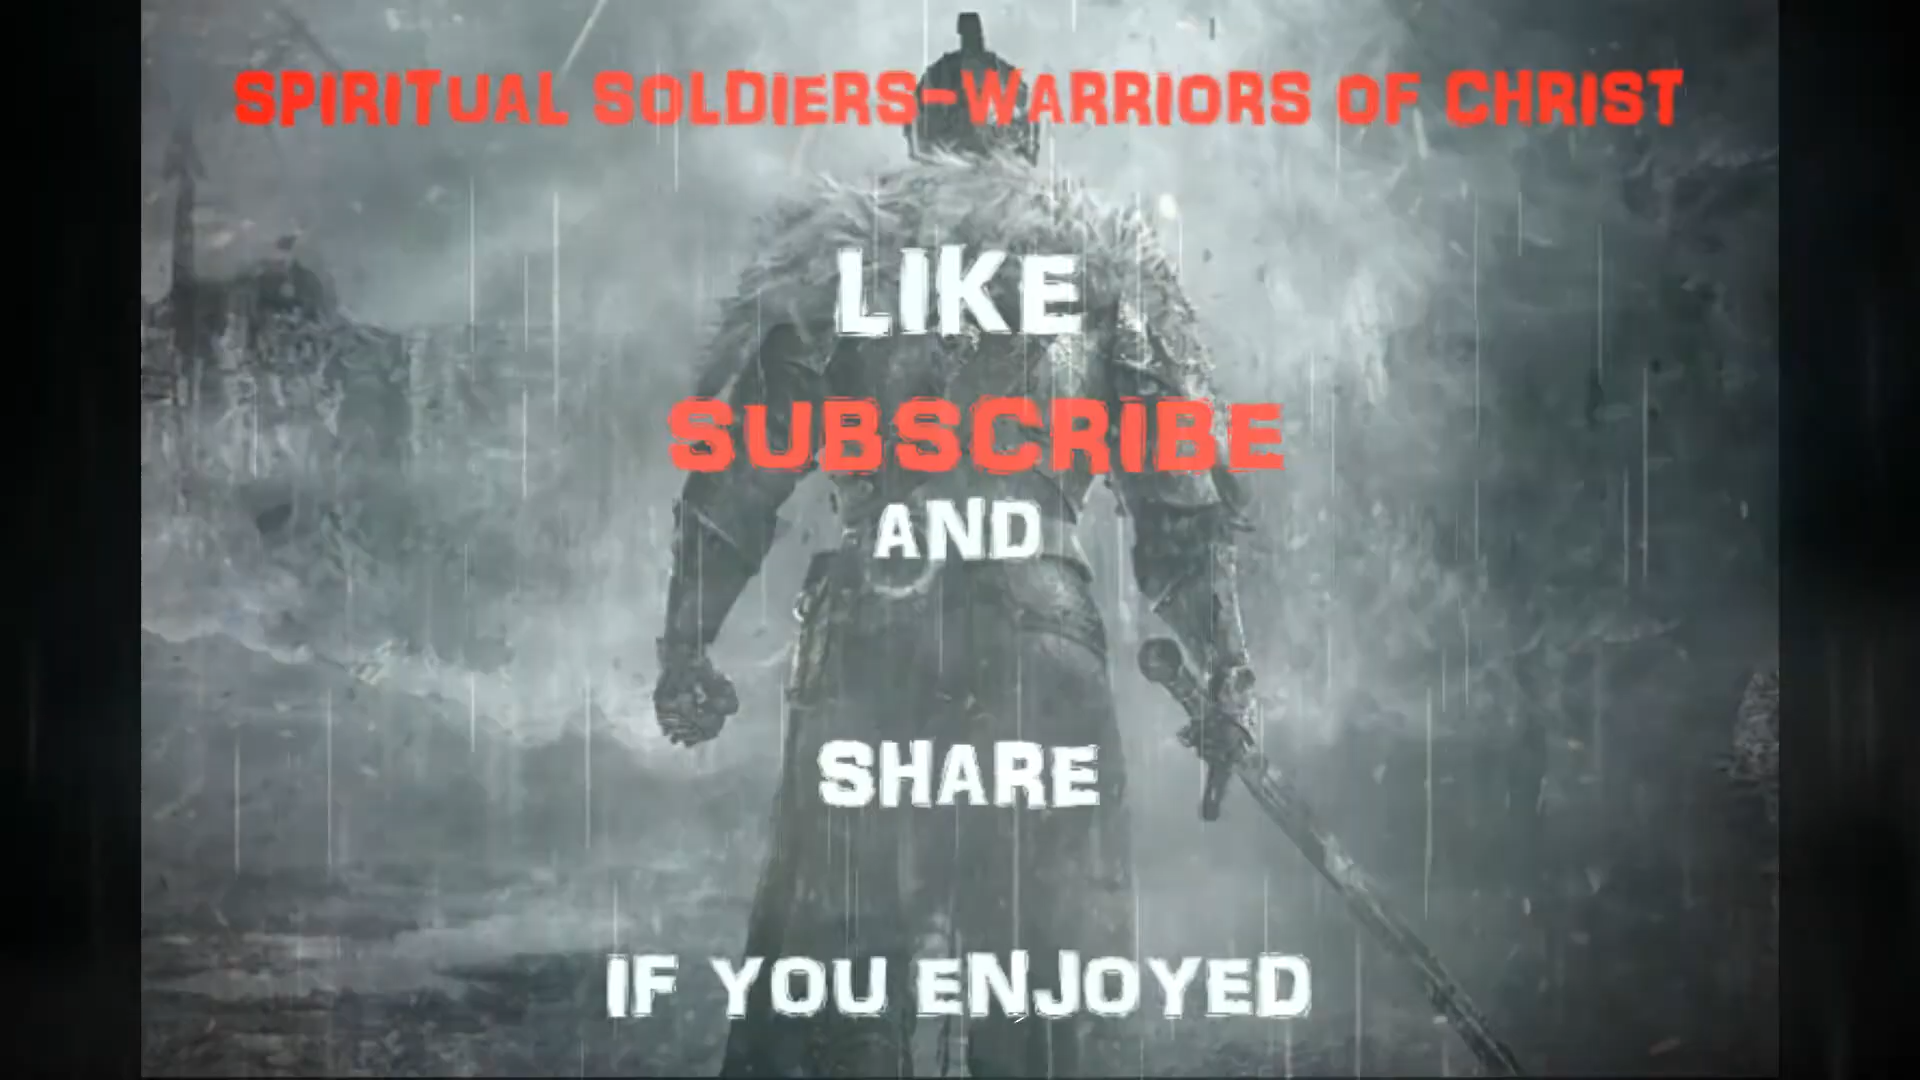 SPIRITUAL SOLDIERS-WARRIORS OF CHRIST
LIKE
SUBSCRIBE
AND
SHARE
IF YOU ENJOYED